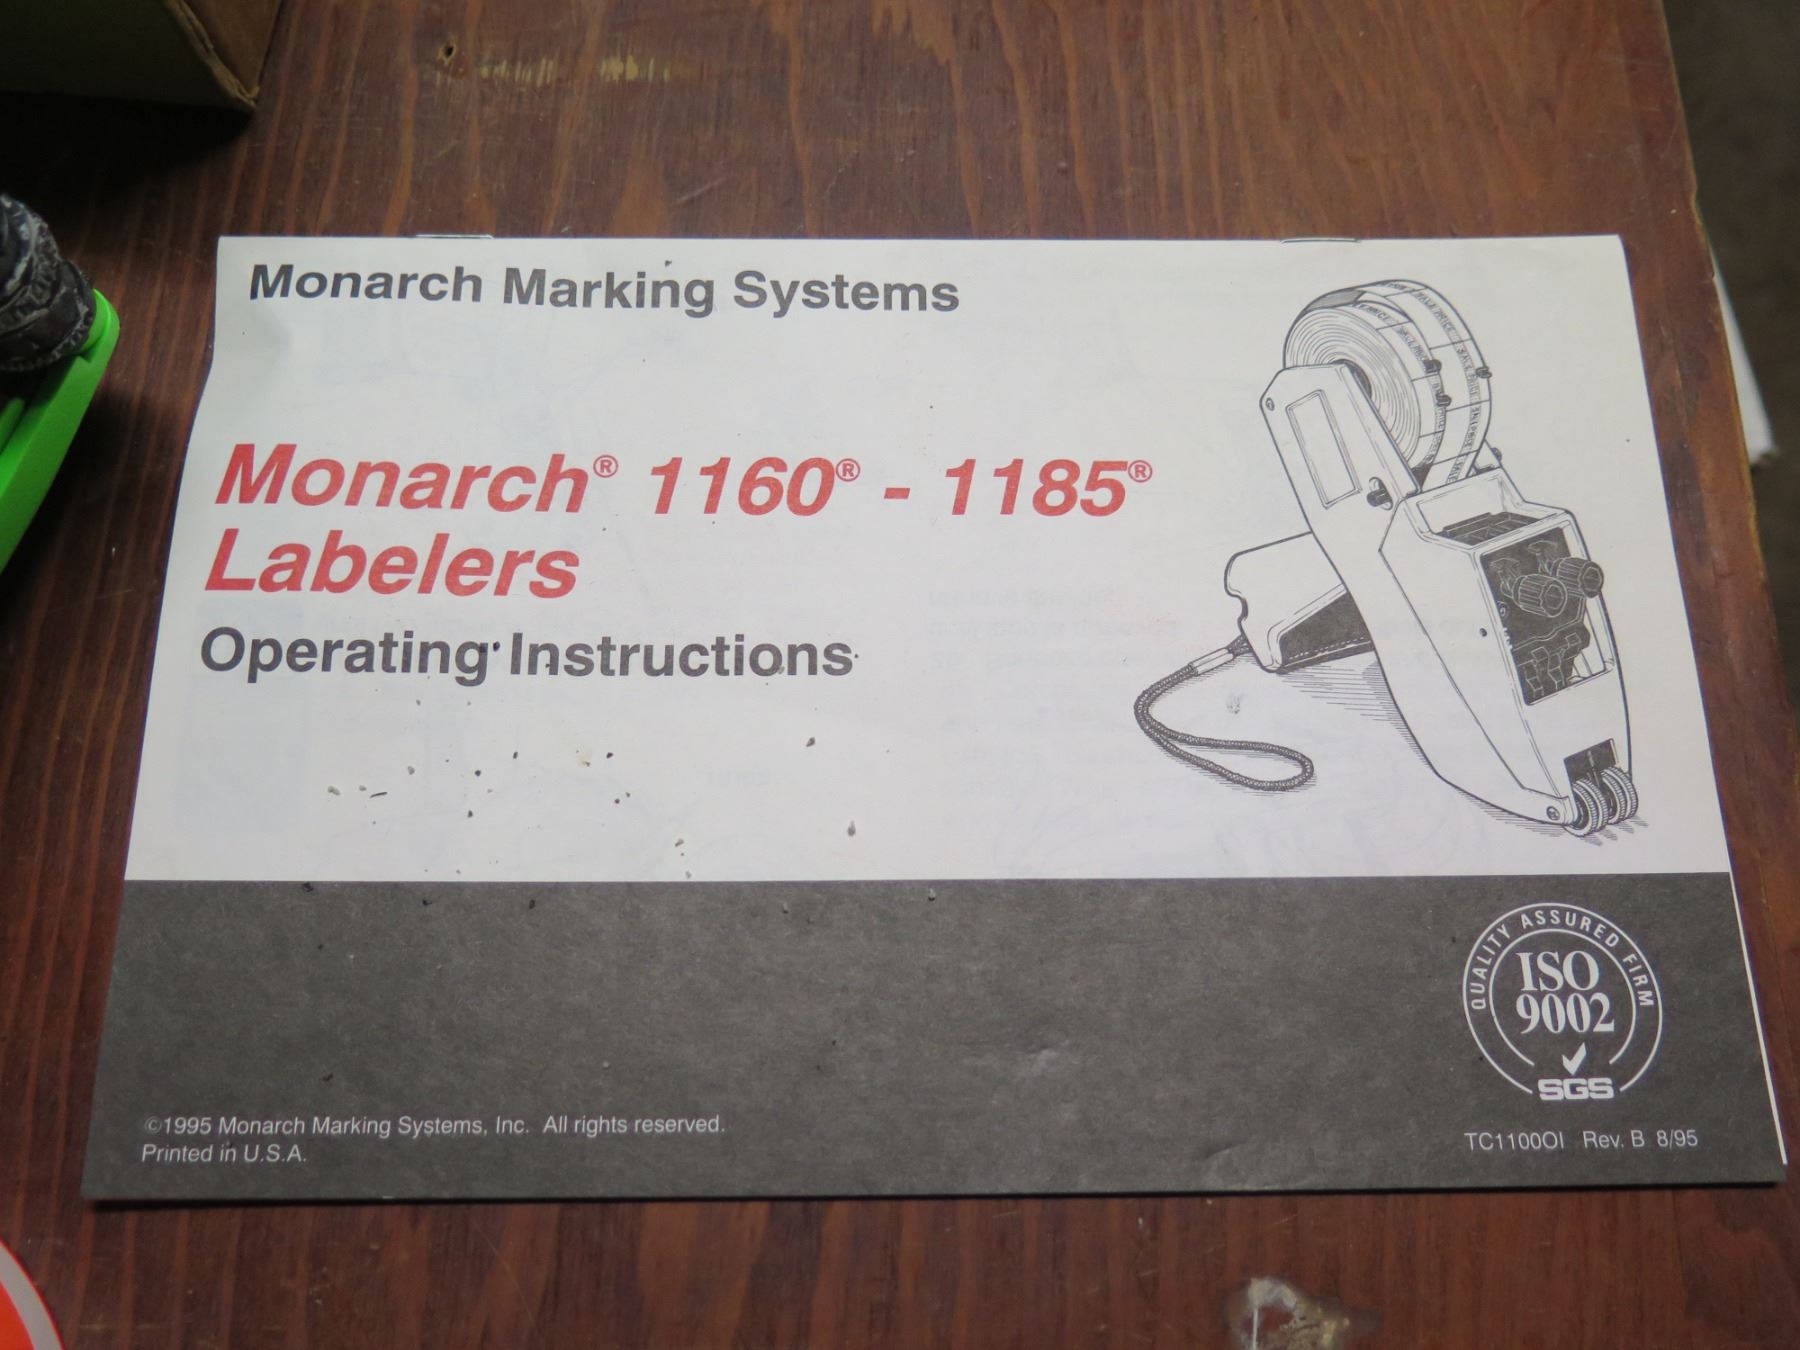 Monarch Marking Systems
Monarch® 1160® - 1185®
Labelers
Operating Instructions
QUALITY ASSURED FIRM
ISO
9002
SGS
©1995 Monarch Marking Systems, Inc. All rights reserved.
Printed in U.S.A.
TC1100OI Rev. B 8/95